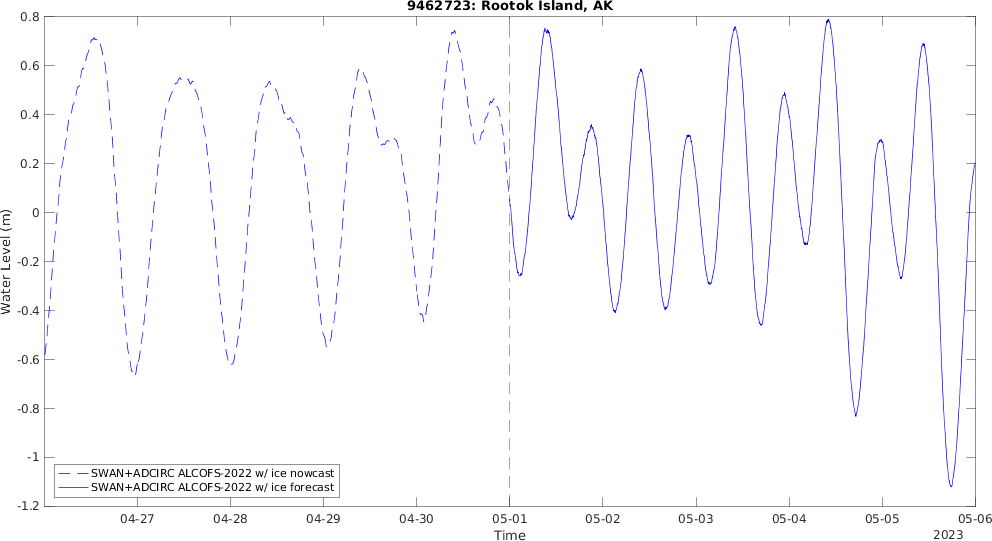 9462723: Rootok Island, AK
Water Level (m)
0.8
0.6
0.4
0.2
0
-0.2
-0.4
-0.6
-0.8
-1
-1.2
SWAN+ADCIRC ALCOFS-2022 w/ ice nowcast
SWAN+ADCIRC ALCOFS-2022 w/ ice forecast
04-27 04-28 04-29 04-30 05-01 05-02 05-03 05-04 05-05 05-06
Time
2023